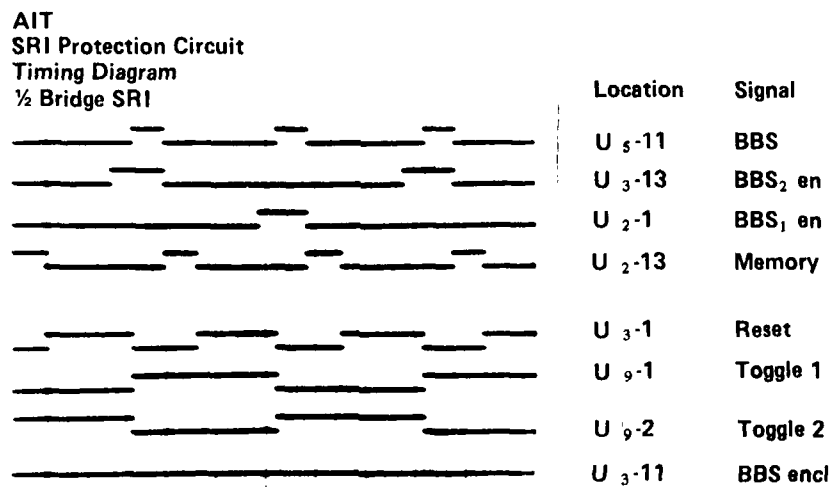 AIT
SRI Protection Circuit
Timing Diagram
½ Bridge SRI
Location Signal
U 5-11 BBS
U 3-13 BBS₂ en
U 2-1 BBS₁ en
U 2-13 Memory
U 3-1 Reset
U 9-1 Toggle 1
U 9-2 Toggle 2
U 3-11 BBS encl